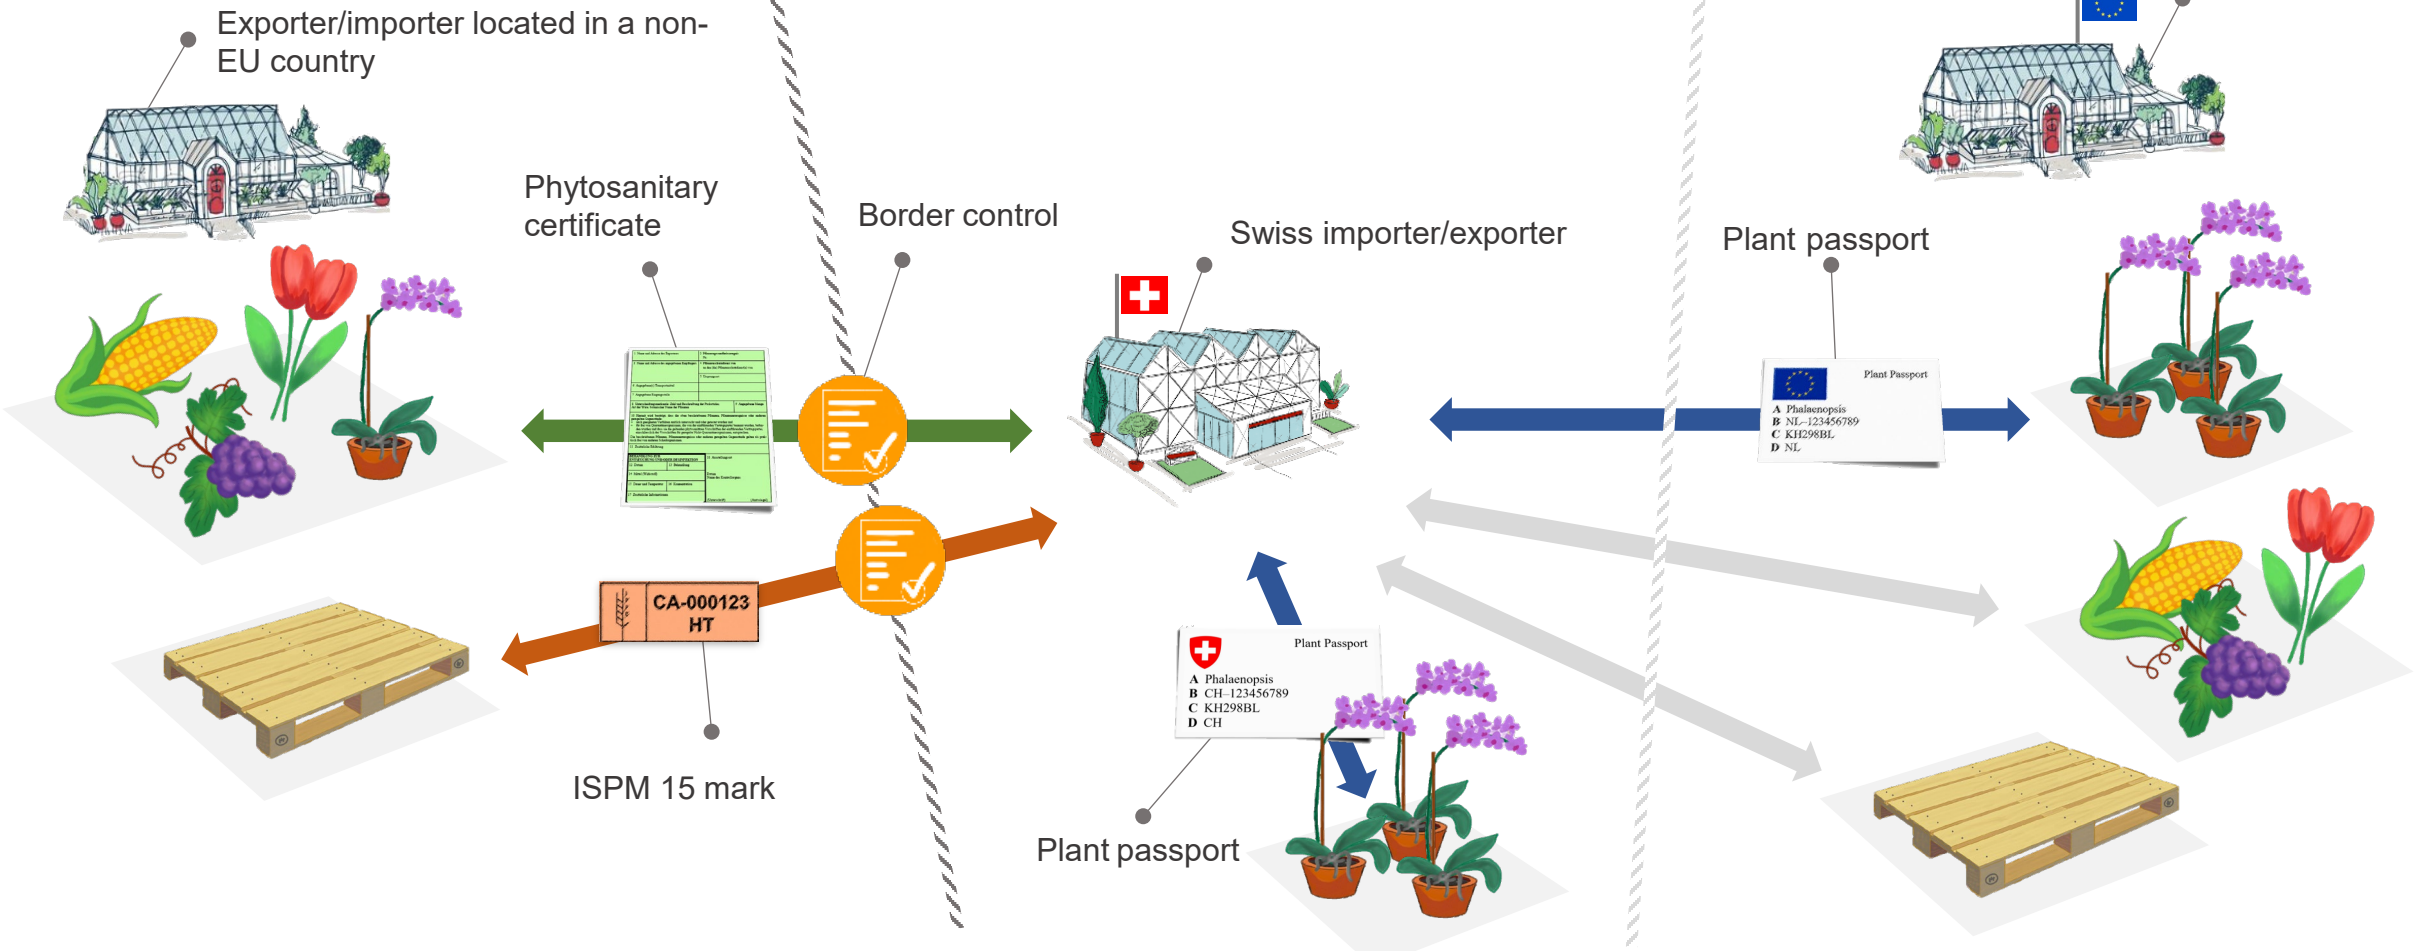 Exporter/importer located in a non-
EU country
Phytosanitary
certificate
Border control
Swiss importer/exporter
Plant passport
Plant Passport
A Phalaenopsis
B NL–123456789
C KH298BL
D NL
CA-000123
HT
ISPM 15 mark
Plant Passport
A Phalaenopsis
B CH–123456789
C KH298BL
D CH
Plant passport